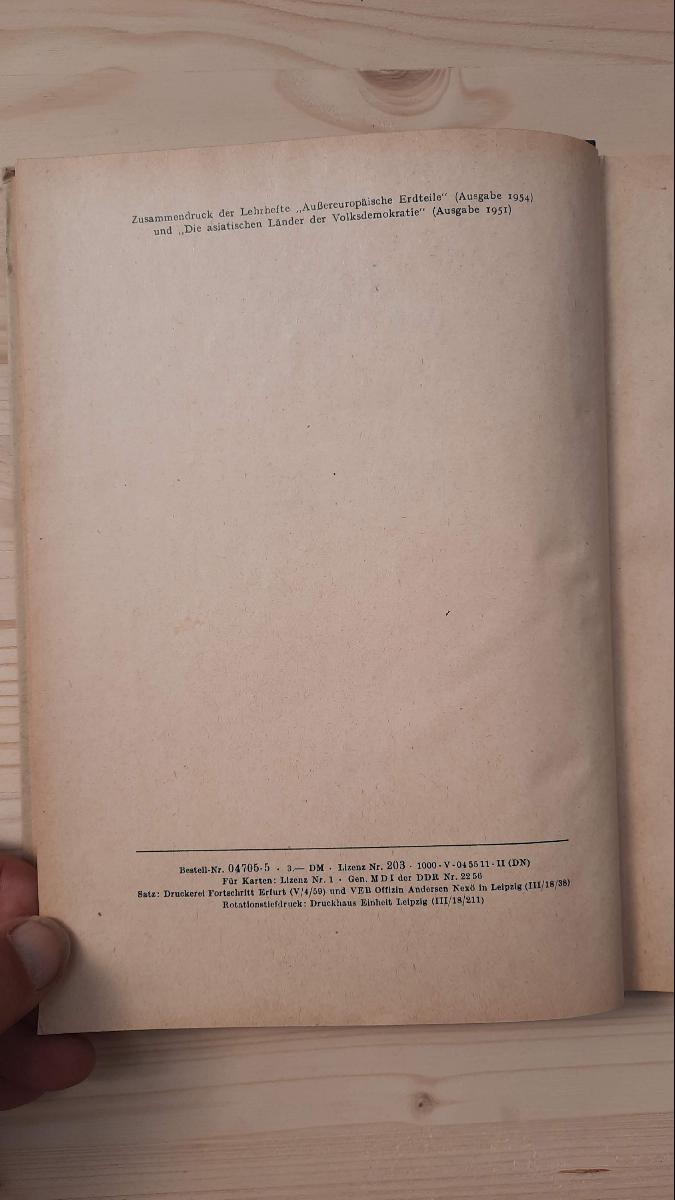 Zusammendruck der Lehrhefte „Außereuropäische Erdteile“ (Ausgabe 1954)
und „Die asiatischen Länder der Volksdemokratie“ (Ausgabe 1951)
Bestell-Nr. 04705-5 · 3.— DM · Lizenz Nr. 203 · 1000 - V - 04 55 11 - II (DN)
Für Karten: Lizenz Nr. 1 · Gen. M D I der DDR Nr. 22 56
Satz: Druckerei Fortschritt Erfurt (V/4/59) und VEB Offizin Andersen Nexö in Leipzig (III/18/38)
Rotationstiefdruck: Druckhaus Einheit Leipzig (III/18/211)